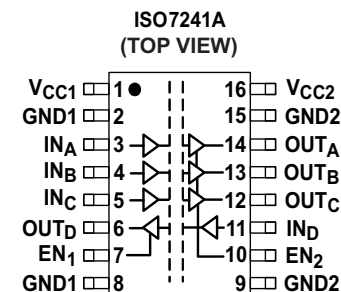 ISO7241A
(TOP VIEW)
VCC1 1 16 VCC2
GND1 2 15 GND2
INA 3 14 OUTA
INB 4 13 OUTB
INC 5 12 OUTC
OUTD 6 11 IND
EN1 7 10 EN2
GND1 8 9 GND2